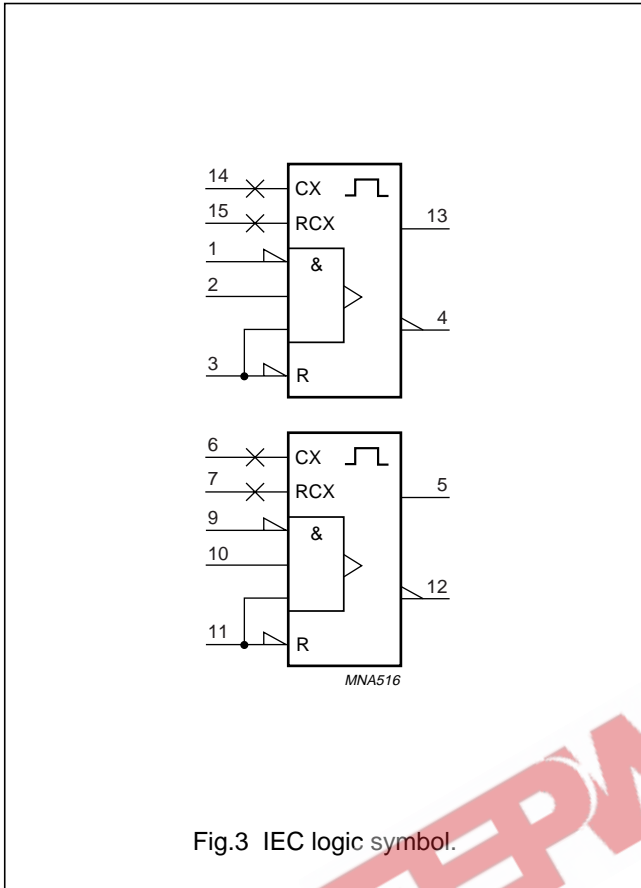 14 CX 13
15 RCX
1 &
2
4
3 R
6 CX 5
7 RCX
9 &
10
12
11 R
MNA516
Fig.3 IEC logic symbol.